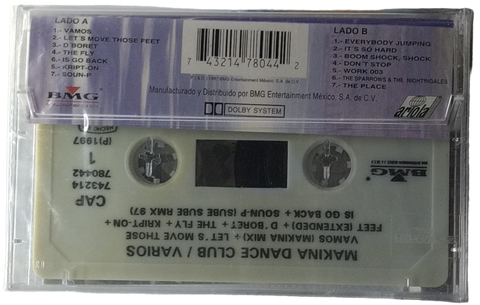 LADO A
1.- VAMOS
2.- LET'S MOVE THOSE FEET
3.- D BORET
4.- THE FLY
6.- IS GO BACK
5.- KRIPT-ON
7.- SOUN-P
7 43214 78044 2
LADO B
1.- EVERYBODY JUMPING
2.- IT'S SO HARD
3.- BOOM SHOCK, SHOCK
4.- DON'T STOP
5.- WORK 003
6.- THE SPARROWS & THE NIGHTINGALES
7.- THE PLACE
BMG
Manufacturado y Distribuido por BMG Entertainment México, S.A. de C.V.
DOLBY SYSTEM
ariola
MAKINA DANCE CLUB / VARIOS
VAMOS (MAKINA MIX) + LET'S MOVE THOSE
FEET (EXTENDED) + D' BORET + THE FLY + KRIPT-ON +
IS GO BACK + SOUN-P (SUBE SUBE RMX 97)
CAP
743214
780442
1
(P)1997
BMG